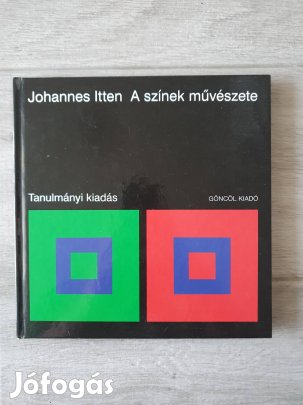 Johannes Itten A színek művészete
Tanulmányi kiadás
GÖNCÖL KIADÓ
Jófogás